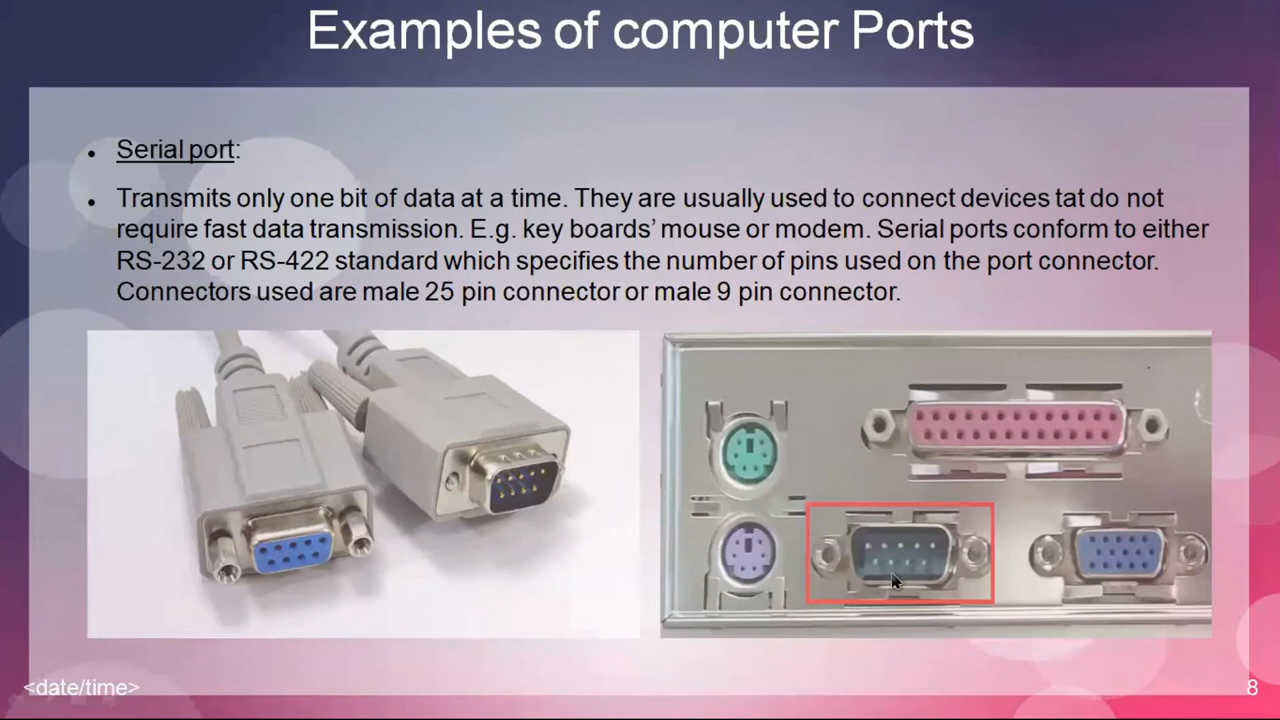 Examples of computer Ports
• Serial port:
• Transmits only one bit of data at a time. They are usually used to connect devices tat do not
require fast data transmission. E.g. key boards’ mouse or modem. Serial ports conform to either
RS-232 or RS-422 standard which specifies the number of pins used on the port connector.
Connectors used are male 25 pin connector or male 9 pin connector.
<date/time>
8